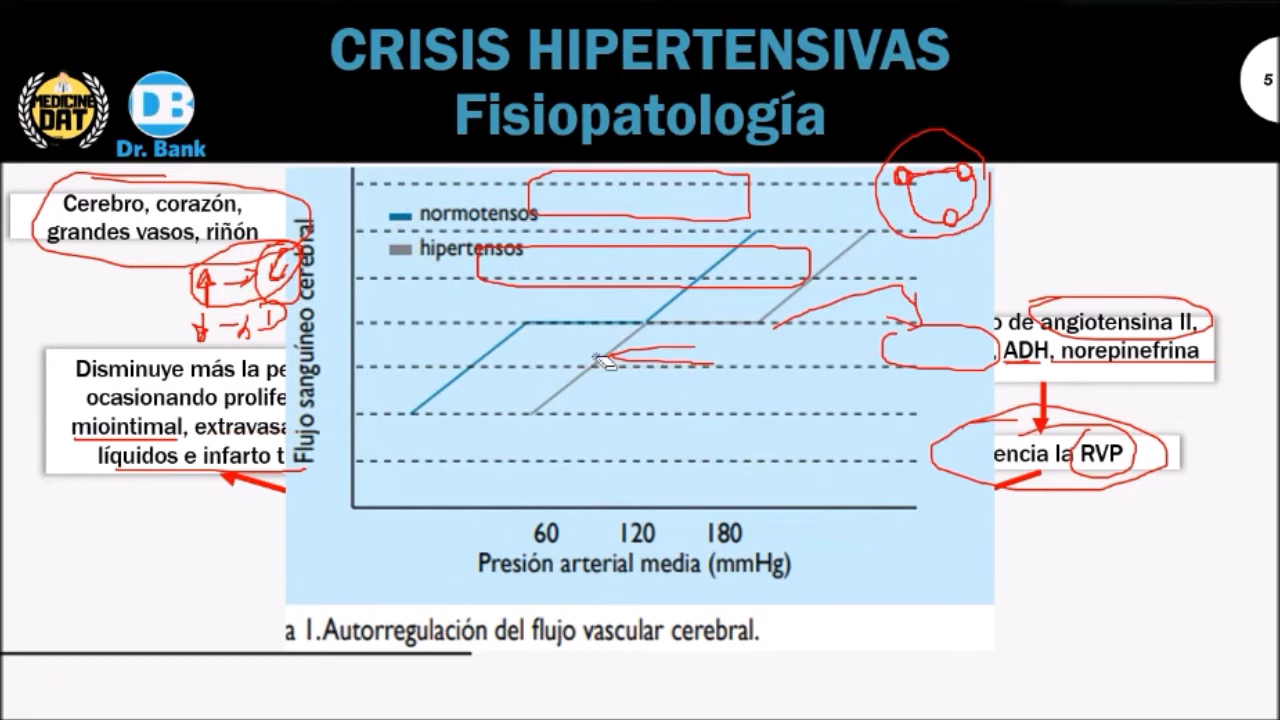 CRISIS HIPERTENSIVAS
Fisiopatología
5
MEDICINE
DAT
DB
Dr. Bank
Cerebro, corazón,
grandes vasos, riñón
Disminuye más la pe
ocasionando prolife
miointimal, extravasa
líquidos e infarto t
Flujo sanguíneo cerebral
normotensos
hipertensos
60 120 180
Presión arterial media (mmHg)
a 1.Autorregulación del flujo vascular cerebral.
o de angiotensina II,
, ADH, norepinefrina
encia la RVP